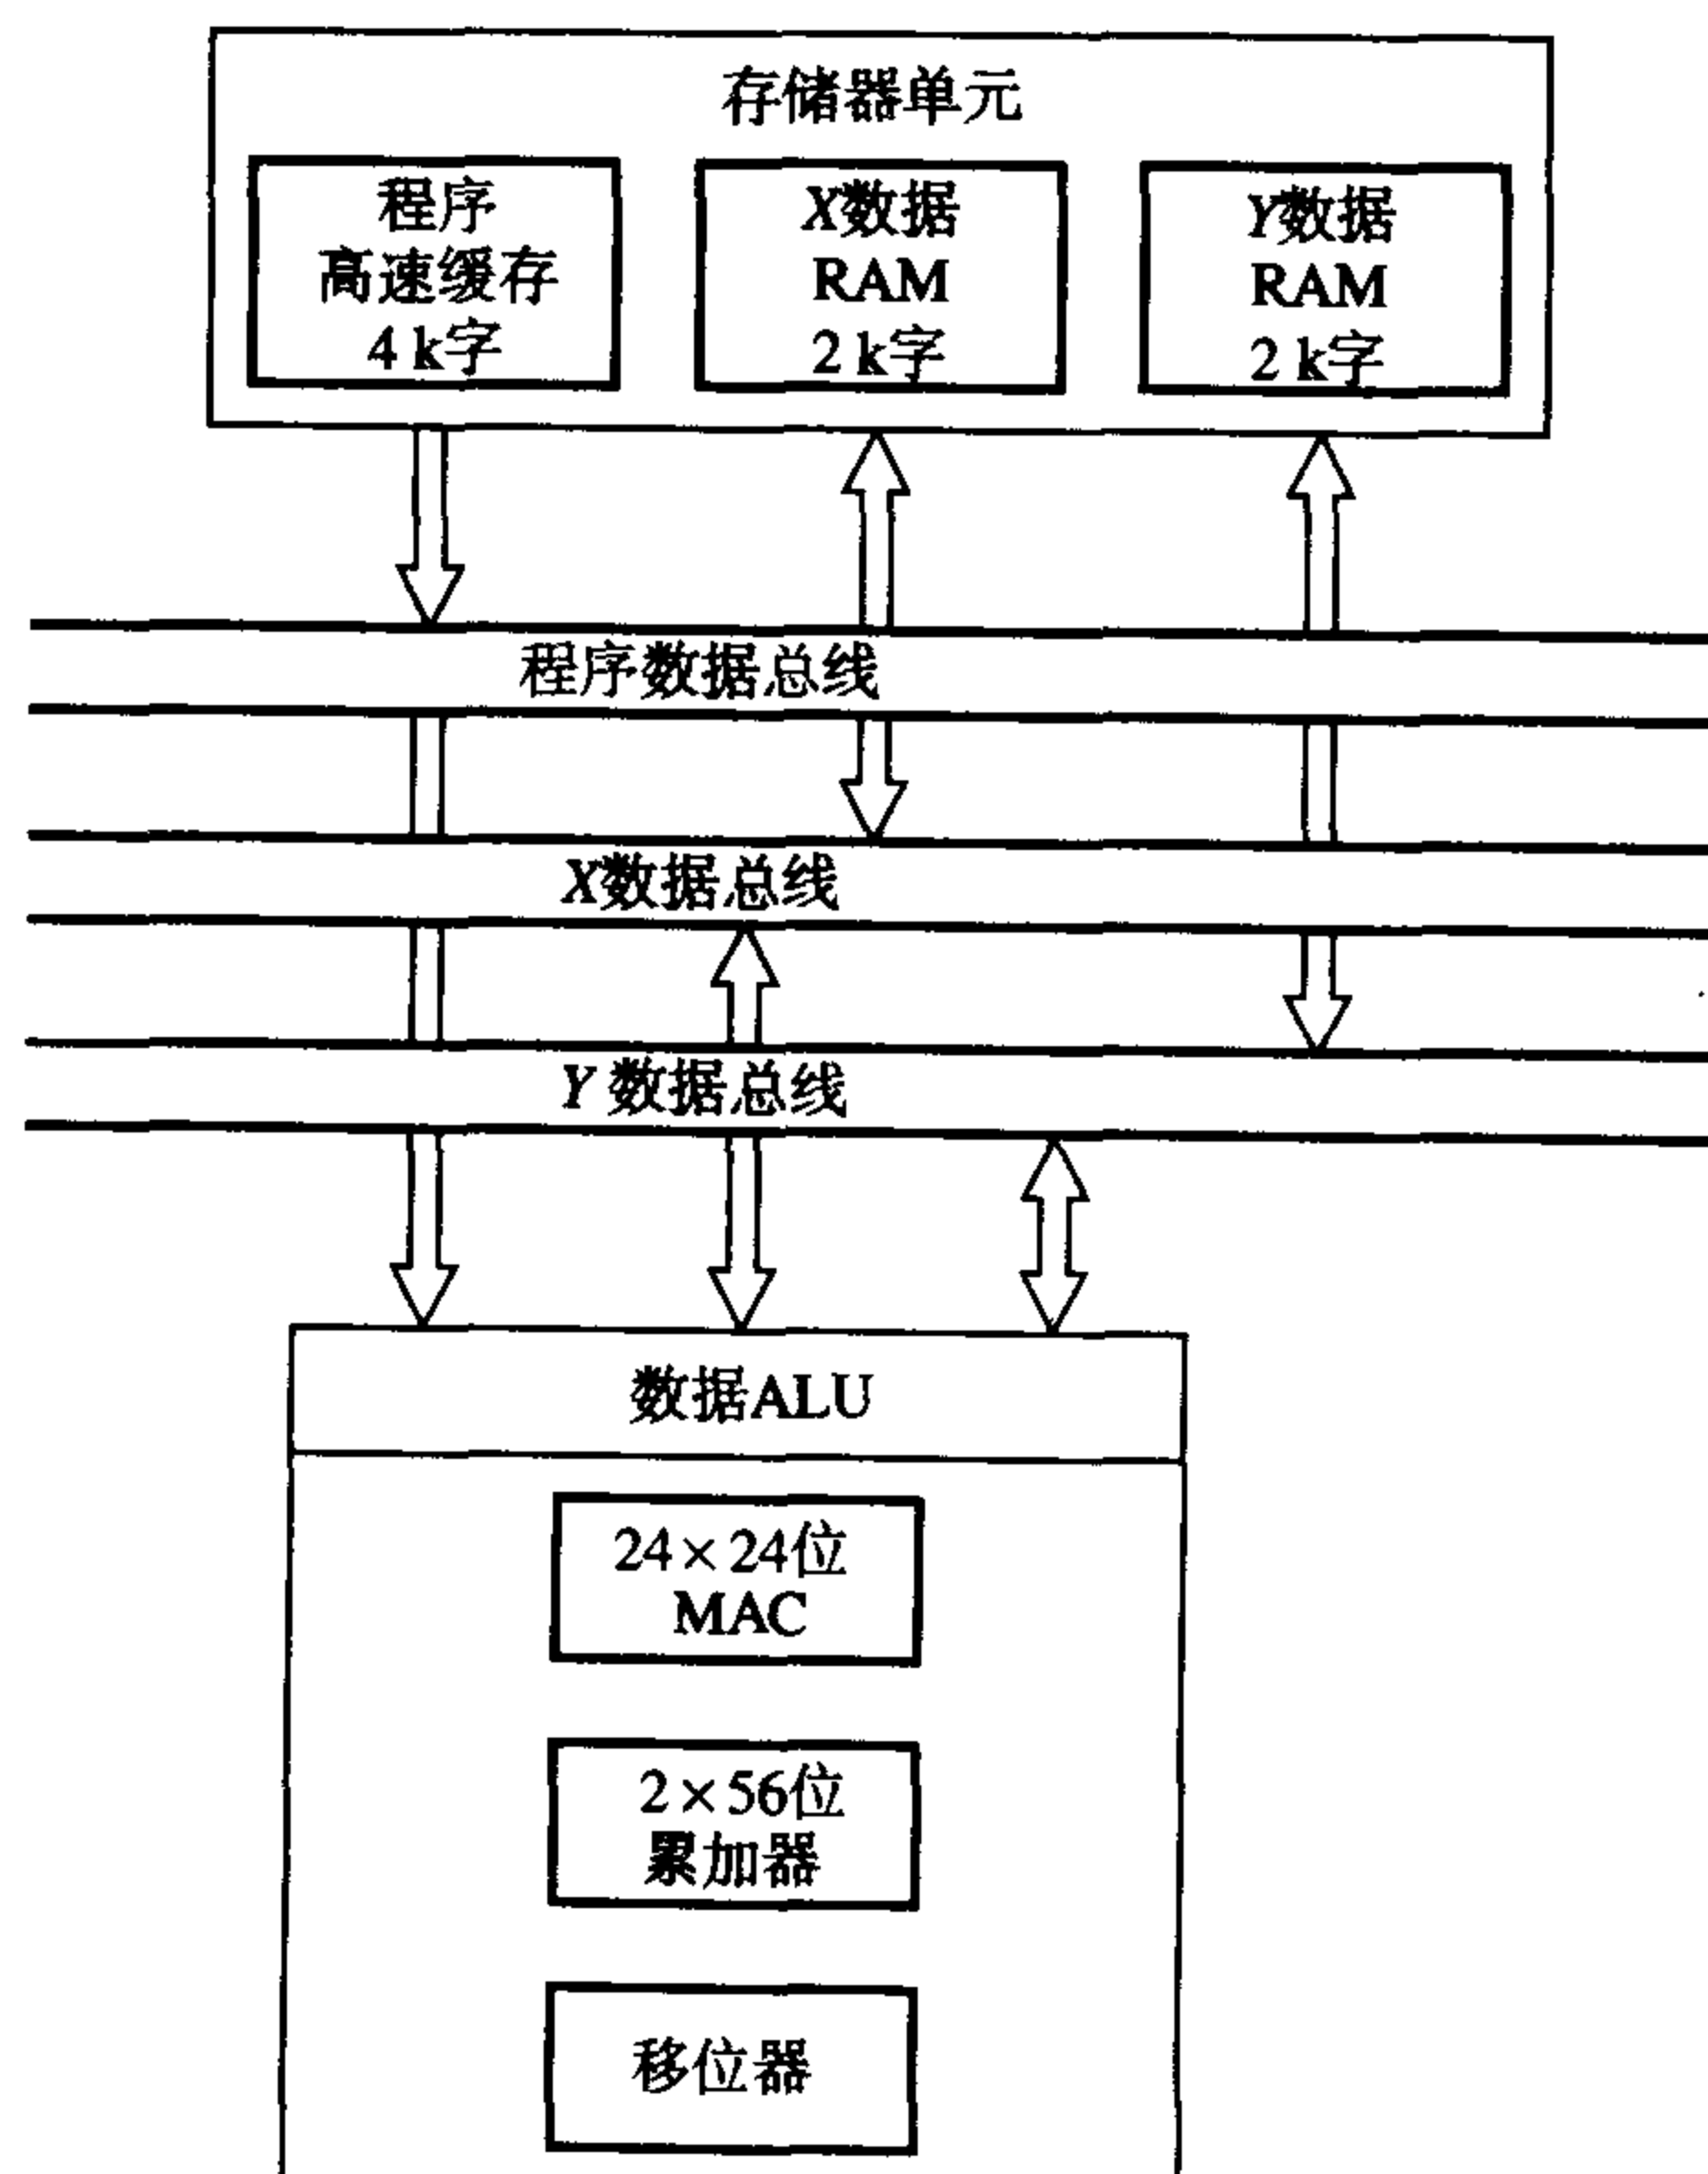 存储器单元
程序
高速缓存
4 k字
X数据
RAM
2 k字
Y数据
RAM
2 k字
程序数据总线
X数据总线
Y 数据总线
数据ALU
24×24位
MAC
2×56位
累加器
移位器